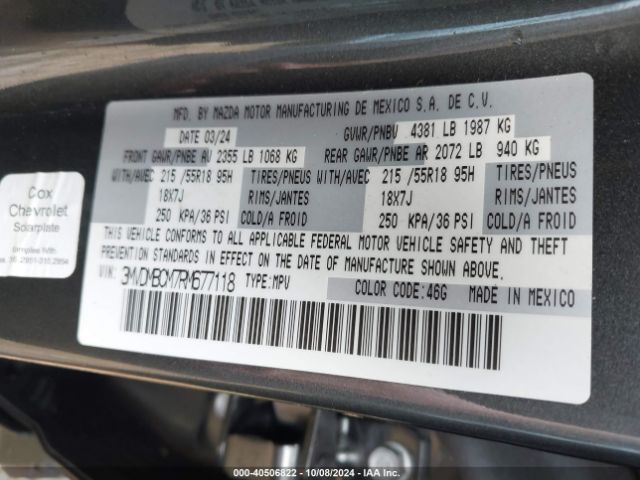 MFD. BY MAZDA MOTOR MANUFACTURING DE MEXICO S.A. DE C.V.
DATE 03/24 GVWR/PNBV 4381 LB 1987 KG
FRONT GAWR/PNBE AV 2355 LB 1068 KG REAR GAWR/PNBE AR 2072 LB 940 KG
WITH/AVEC 215 /55R18 95H TIRES/PNEUS WITH/AVEC 215 /55R18 95H TIRES/PNEUS
18X7J RIMS/JANTES 18X7J RIMS/JANTES
250 KPA/36 PSI COLD/A FROID 250 KPA/36 PSI COLD/A FROID
THIS VEHICLE CONFORMS TO ALL APPLICABLE FEDERAL MOTOR VEHICLE SAFETY AND THEFT
PREVENTION STANDARDS IN EFFECT ON THE DATE OF MANUFACTURE SHOWN ABOVE.
VIN: 3MVDMBCM7RM677118 TYPE:MPV
COLOR CODE:46G MADE IN MEXICO
Cox
Chevrolet
Solarplate
000-40506822 - 10/08/2024 - IAA Inc.